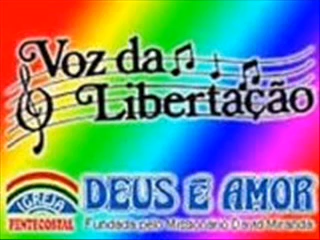 Voz da
Libertação
IGREJA
PENTECOSTAL
DEUS É AMOR
Fundada pelo Missionário David Miranda